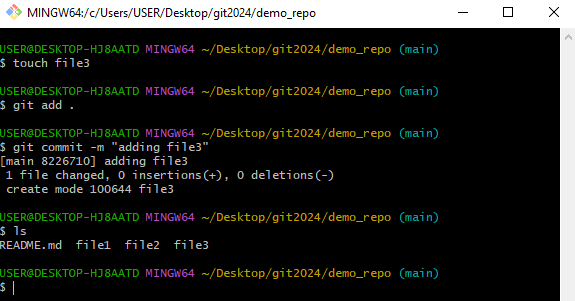 MINGW64:/c/Users/USER/Desktop/git2024/demo_repo
USER@DESKTOP-HJ8AATD MINGW64 ~/Desktop/git2024/demo_repo (main)
$ touch file3
USER@DESKTOP-HJ8AATD MINGW64 ~/Desktop/git2024/demo_repo (main)
$ git add .
USER@DESKTOP-HJ8AATD MINGW64 ~/Desktop/git2024/demo_repo (main)
$ git commit -m "adding file3"
[main 8226710] adding file3
 1 file changed, 0 insertions(+), 0 deletions(-)
 create mode 100644 file3
USER@DESKTOP-HJ8AATD MINGW64 ~/Desktop/git2024/demo_repo (main)
$ ls
README.md  file1  file2  file3
USER@DESKTOP-HJ8AATD MINGW64 ~/Desktop/git2024/demo_repo (main)
$